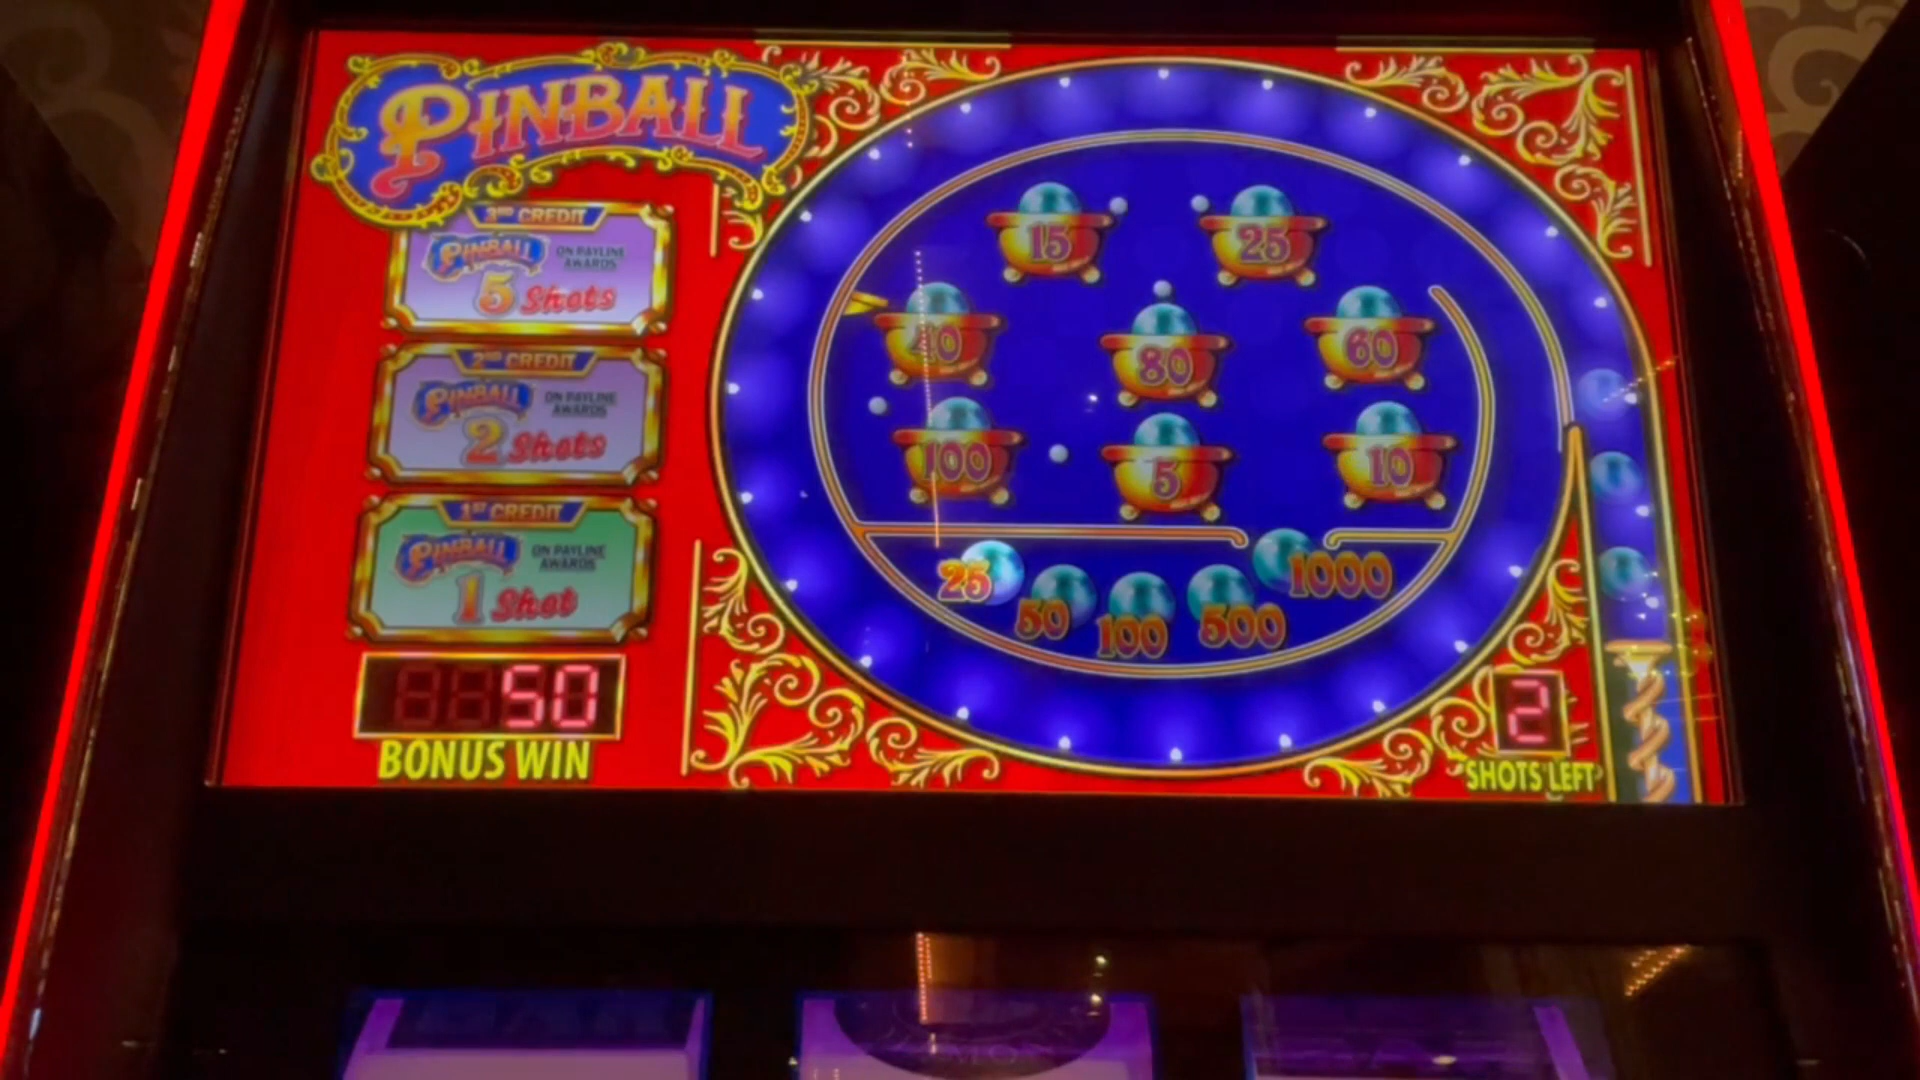 PINBALL
3RD CREDIT
PINBALL ON PAYLINE AWARDS
5 Shots
2ND CREDIT
PINBALL ON PAYLINE AWARDS
2 Shots
1ST CREDIT
PINBALL ON PAYLINE AWARDS
1 Shot
50
BONUS WIN
15 25
80 60
100 5 10
25 50 100 500 1000
2
SHOTS LEFT